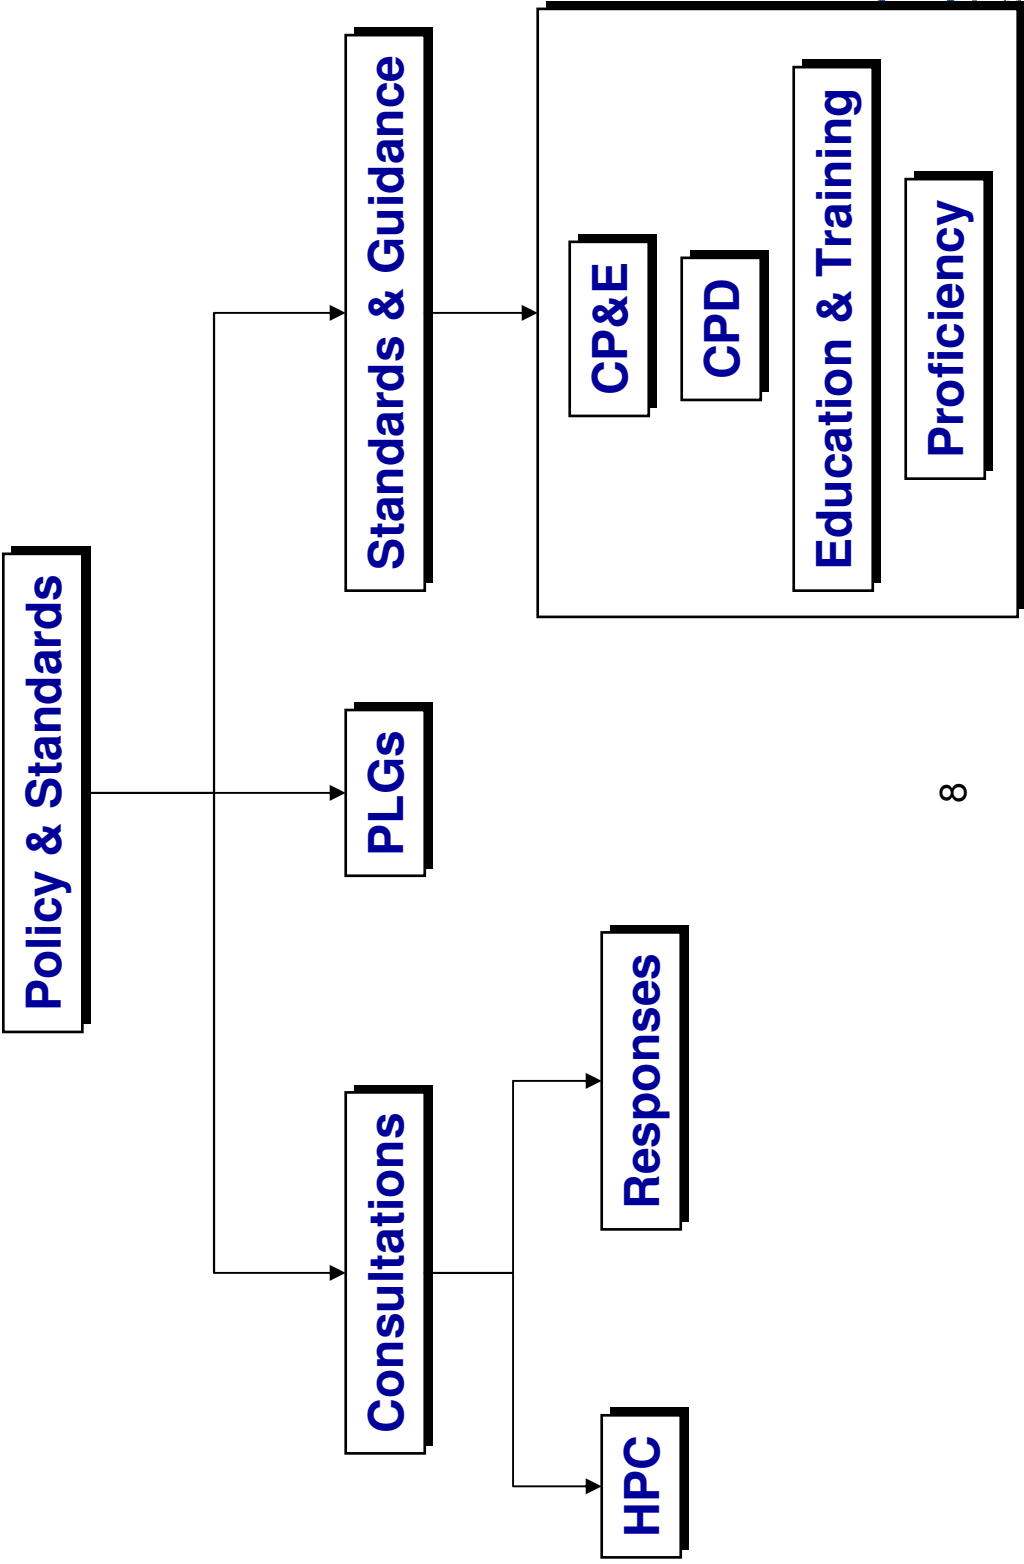 Policy & Standards
Consultations
PLGs
Standards & Guidance
HPC
Responses
CP&E
CPD
Education & Training
Proficiency
8